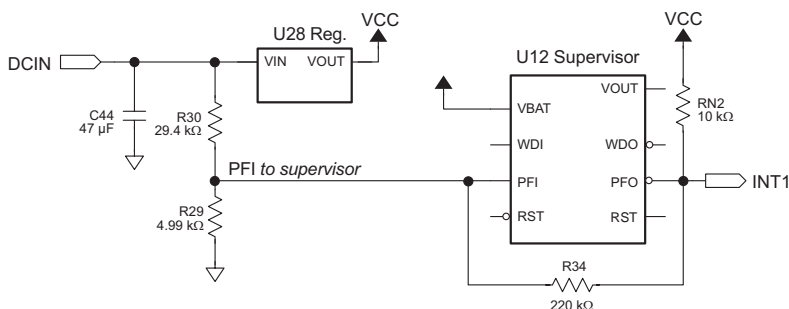 U28 Reg.
VCC
DCIN
VIN
VOUT
C44
47 µF
R30
29.4 kΩ
PFI to supervisor
R29
4.99 kΩ
U12 Supervisor
VCC
VBAT
VOUT
RN2
10 kΩ
WDI
WDO
PFI
PFO
INT1
RST
RST
R34
220 kΩ